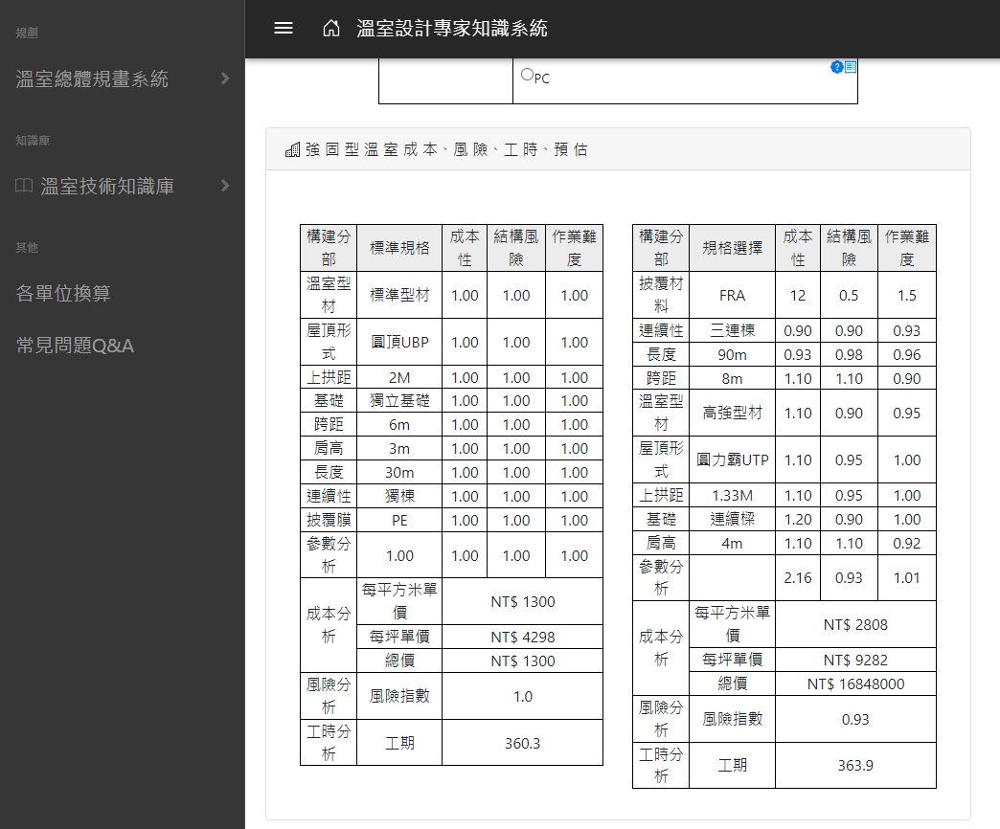 規劃
溫室總體規畫系統
知識庫
溫室技術知識庫
其他
各單位換算
常見問題Q&A
溫室設計專家知識系統
PC
強固型溫室成本、風險、工時、預估
構建分部 標準規格 成本性 結構風險 作業難度
溫室型材 標準型材 1.00 1.00 1.00
屋頂形式 圓頂UBP 1.00 1.00 1.00
上拱距 2M 1.00 1.00 1.00
基礎 獨立基礎 1.00 1.00 1.00
跨距 6m 1.00 1.00 1.00
肩高 3m 1.00 1.00 1.00
長度 30m 1.00 1.00 1.00
連續性 獨棟 1.00 1.00 1.00
披覆膜 PE 1.00 1.00 1.00
參數分析 1.00 1.00 1.00 1.00
成本分析 每平方米單價 NT$ 1300
每坪單價 NT$ 4298
總價 NT$ 1300
風險分析 風險指數 1.0
工時分析 工期 360.3
構建分部 規格選擇 成本性 結構風險 作業難度
披覆材料 FRA 12 0.5 1.5
連續性 三連棟 0.90 0.90 0.93
長度 90m 0.93 0.98 0.96
跨距 8m 1.10 1.10 0.90
溫室型材 高強型材 1.10 0.90 0.95
屋頂形式 圓力霸UTP 1.10 0.95 1.00
上拱距 1.33M 1.10 0.95 1.00
基礎 連續樑 1.20 0.90 1.00
肩高 4m 1.10 1.10 0.92
參數分析 2.16 0.93 1.01
成本分析 每平方米單價 NT$ 2808
每坪單價 NT$ 9282
總價 NT$ 16848000
風險分析 風險指數 0.93
工時分析 工期 363.9